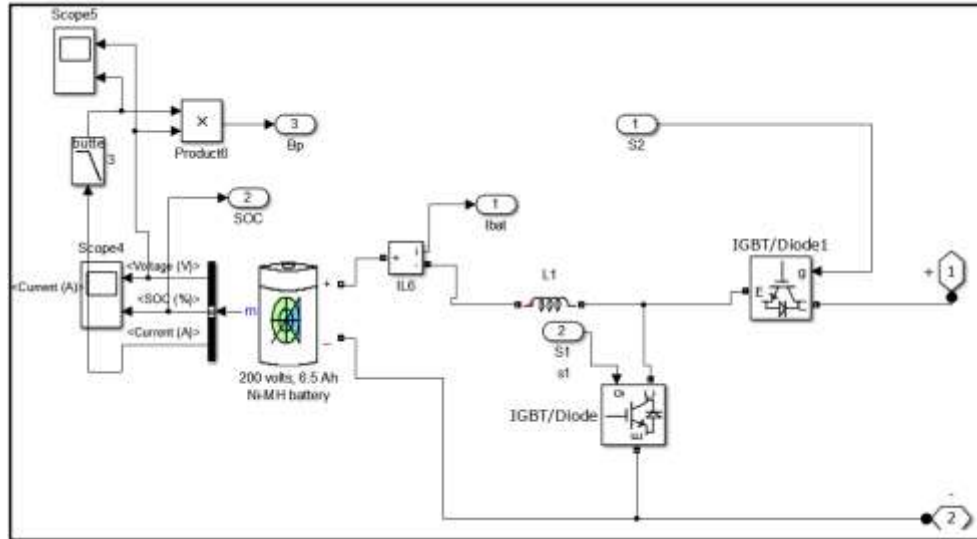 Scope5
butte
3
×
Product8
3
Bp
1
S2
2
SOC
Scope4
<Voltage (V)>
<Current (A)>
<SOC (%)>
<Current (A)>
m
+
_
200 volts, 6.5 Ah
Ni-MH battery
+
i
-
IL6
1
Ibat
L1
2
S1
s1
IGBT/Diode
g
C
E
IGBT/Diode1
g
E
C
+
1
-
2